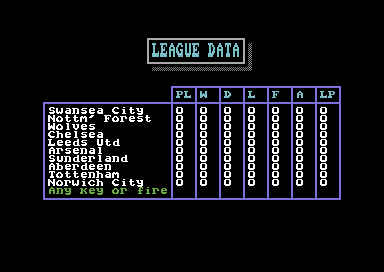 LEAGUE DATA
PL W D L F A LP
Swansea City 0 0 0 0 0 0 0
Nottm' Forest 0 0 0 0 0 0 0
Wolves 0 0 0 0 0 0 0
Chelsea 0 0 0 0 0 0 0
Leeds Utd 0 0 0 0 0 0 0
Arsenal 0 0 0 0 0 0 0
Sunderland 0 0 0 0 0 0 0
Aberdeen 0 0 0 0 0 0 0
Tottenham 0 0 0 0 0 0 0
Norwich City 0 0 0 0 0 0 0
Any key or fire